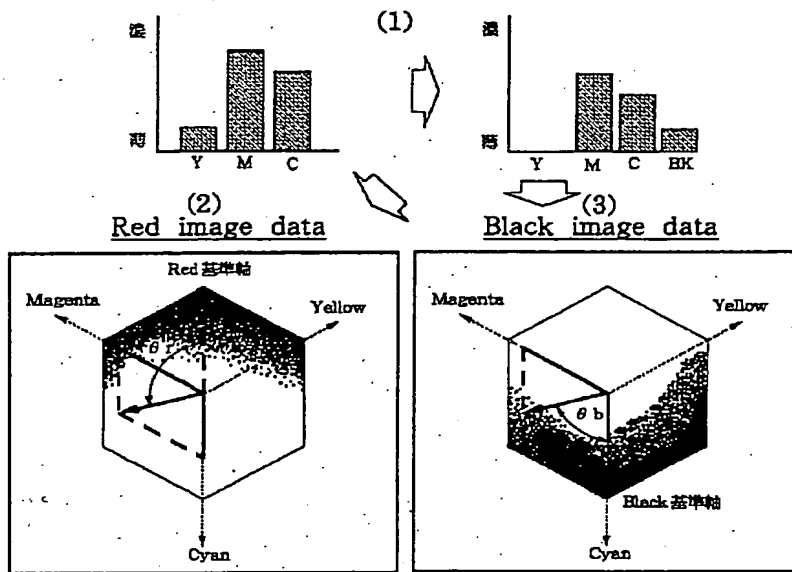 (1)
濃
薄
Y M C
濃
薄
Y M C BK
(2)
Red image data
(3)
Black image data
Red 基準軸
Magenta
Yellow
θ r
Cyan
Magenta
Yellow
θ b
Black 基準軸
Cyan